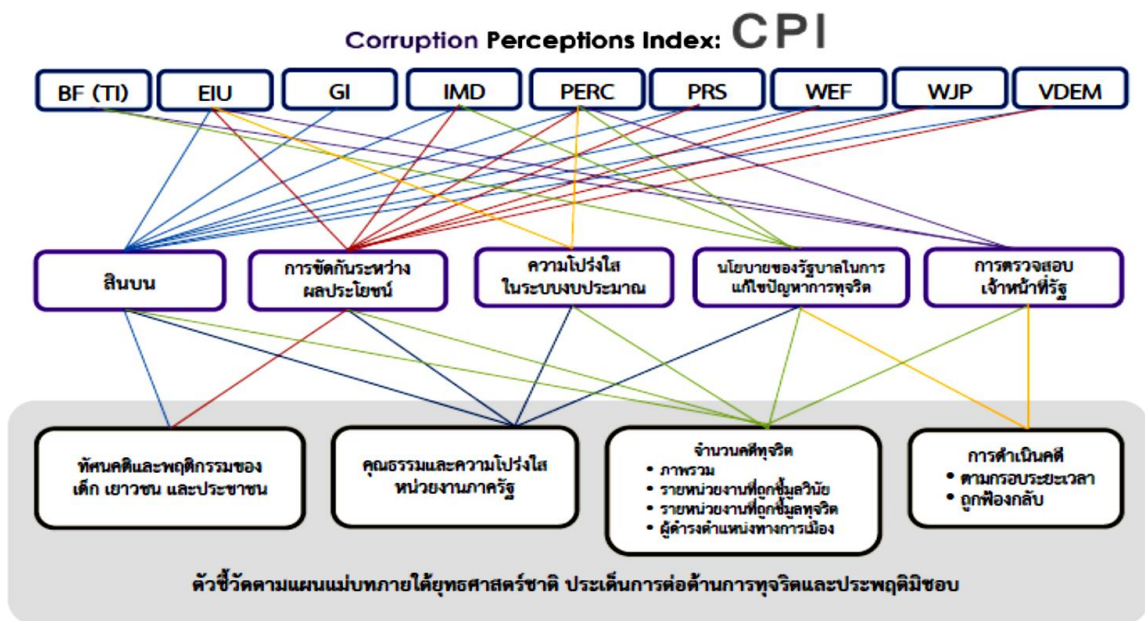 Corruption Perceptions Index: CPI
BF (TI)
EIU
GI
IMD
PERC
PRS
WEF
WJP
VDEM
สินบน
การขัดกันระหว่าง
ผลประโยชน์
ความโปร่งใส
ในระบบงบประมาณ
นโยบายของรัฐบาลในการ
แก้ไขปัญหาการทุจริต
การตรวจสอบ
เจ้าหน้าที่รัฐ
ทัศนคติและพฤติกรรมของ
เด็ก เยาวชน และประชาชน
คุณธรรมและความโปร่งใส
หน่วยงานภาครัฐ
จำนวนคดีทุจริต
• ภาพรวม
• รายหน่วยงานที่ถูกชี้มูลวินัย
• รายหน่วยงานที่ถูกชี้มูลทุจริต
• ผู้ดำรงตำแหน่งทางการเมือง
การดำเนินคดี
• ตามกรอบระยะเวลา
• ถูกฟ้องกลับ
ตัวชี้วัดตามแผนแม่บทภายใต้ยุทธศาสตร์ชาติ ประเด็นการต่อต้านการทุจริตและประพฤติมิชอบ